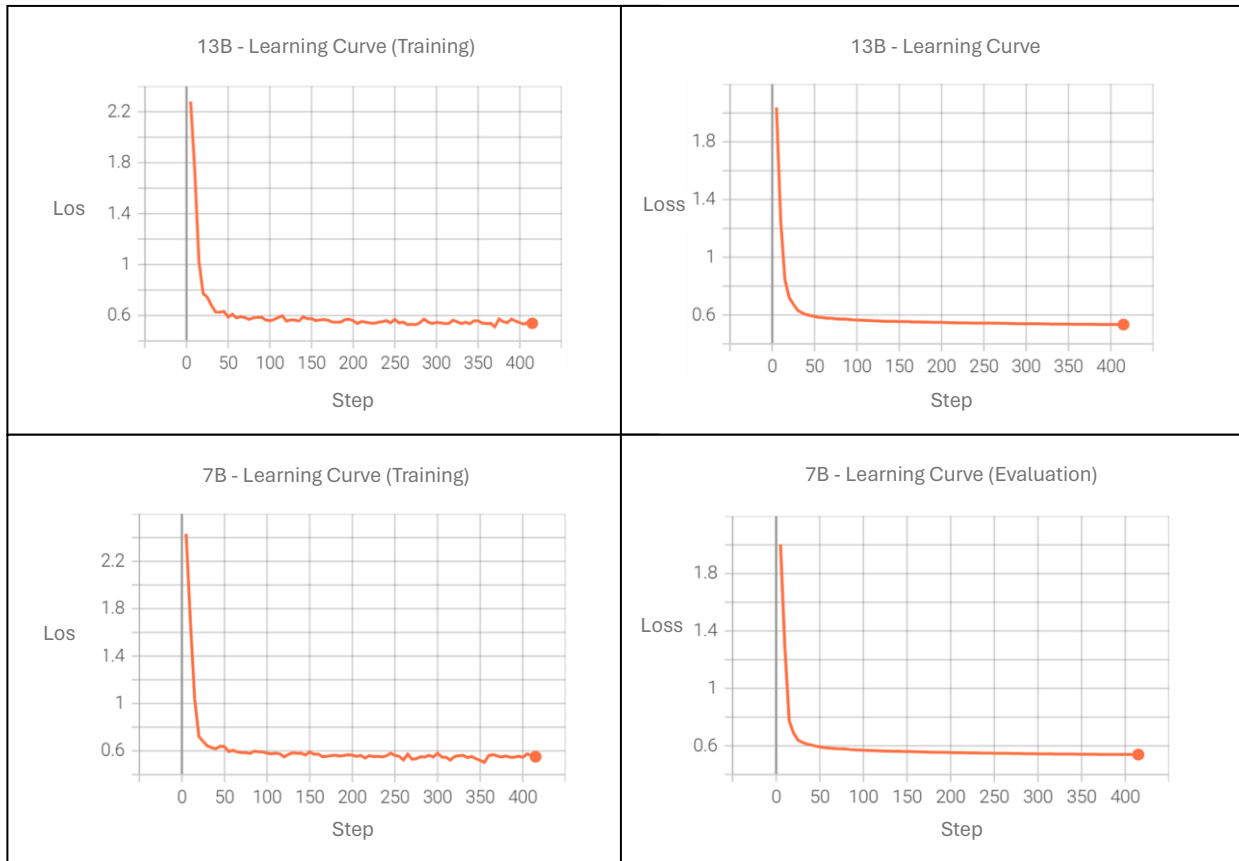 13B - Learning Curve (Training)
2.2
1.8
Los 1.4
1
0.6
0 50 100 150 200 250 300 350 400
Step
13B - Learning Curve
1.8
Loss 1.4
1
0.6
0 50 100 150 200 250 300 350 400
Step
7B - Learning Curve (Training)
2.2
1.8
Los
1.4
1
0.6
0 50 100 150 200 250 300 350 400
Step
7B - Learning Curve (Evaluation)
1.8
Loss 1.4
1
0.6
0 50 100 150 200 250 300 350 400
Step